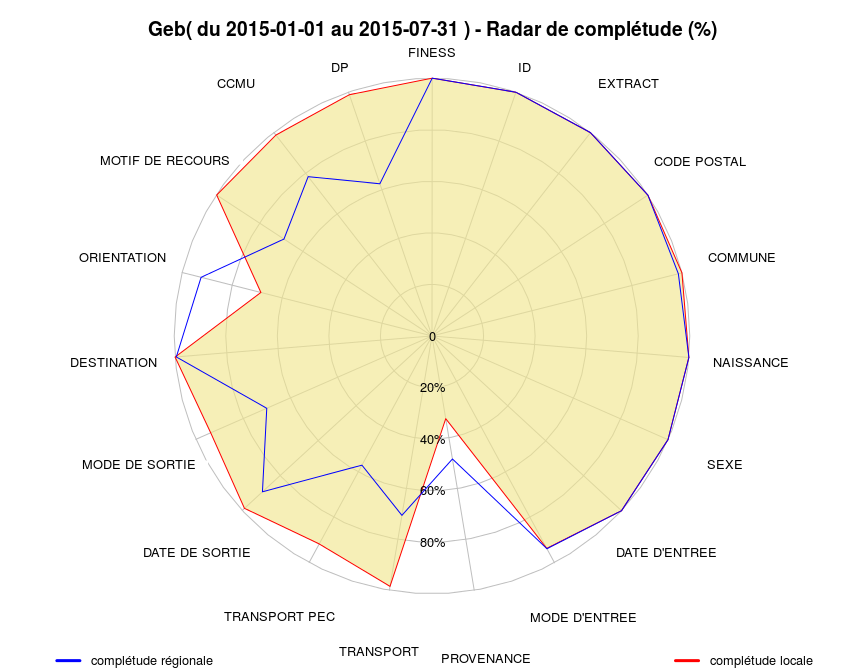 Geb( du 2015-01-01 au 2015-07-31 ) - Radar de complétude (%)
FINESS
DP
ID
CCMU
EXTRACT
MOTIF DE RECOURS
CODE POSTAL
ORIENTATION
COMMUNE
0
DESTINATION
NAISSANCE
20%
40%
MODE DE SORTIE
SEXE
60%
80%
DATE DE SORTIE
DATE D'ENTREE
TRANSPORT PEC
MODE D'ENTREE
TRANSPORT
PROVENANCE
complétude régionale
complétude locale